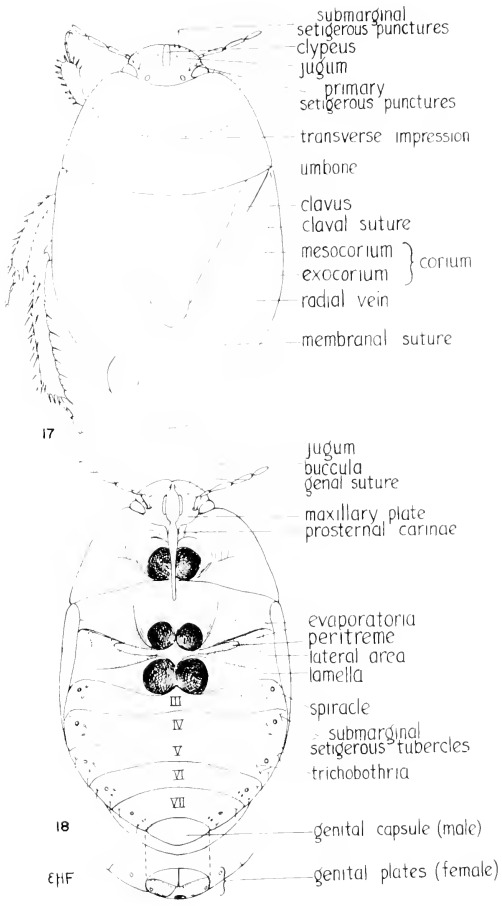 submarginal
setigerous punctures
clypeus
jugum
primary
setigerous punctures
transverse impression
umbone
clavus
claval suture
mesocorium
exocorium
corium
radial vein
membranal suture
17
jugum
buccula
genal suture
maxillary plate
prosternal carinae
evaporatoria
peritreme
lateral area
lamella
III
spiracle
IV
submarginal
setigerous tubercles
V
trichobothria
VI
VII
18
genital capsule (male)
EHF
genital plates (female)